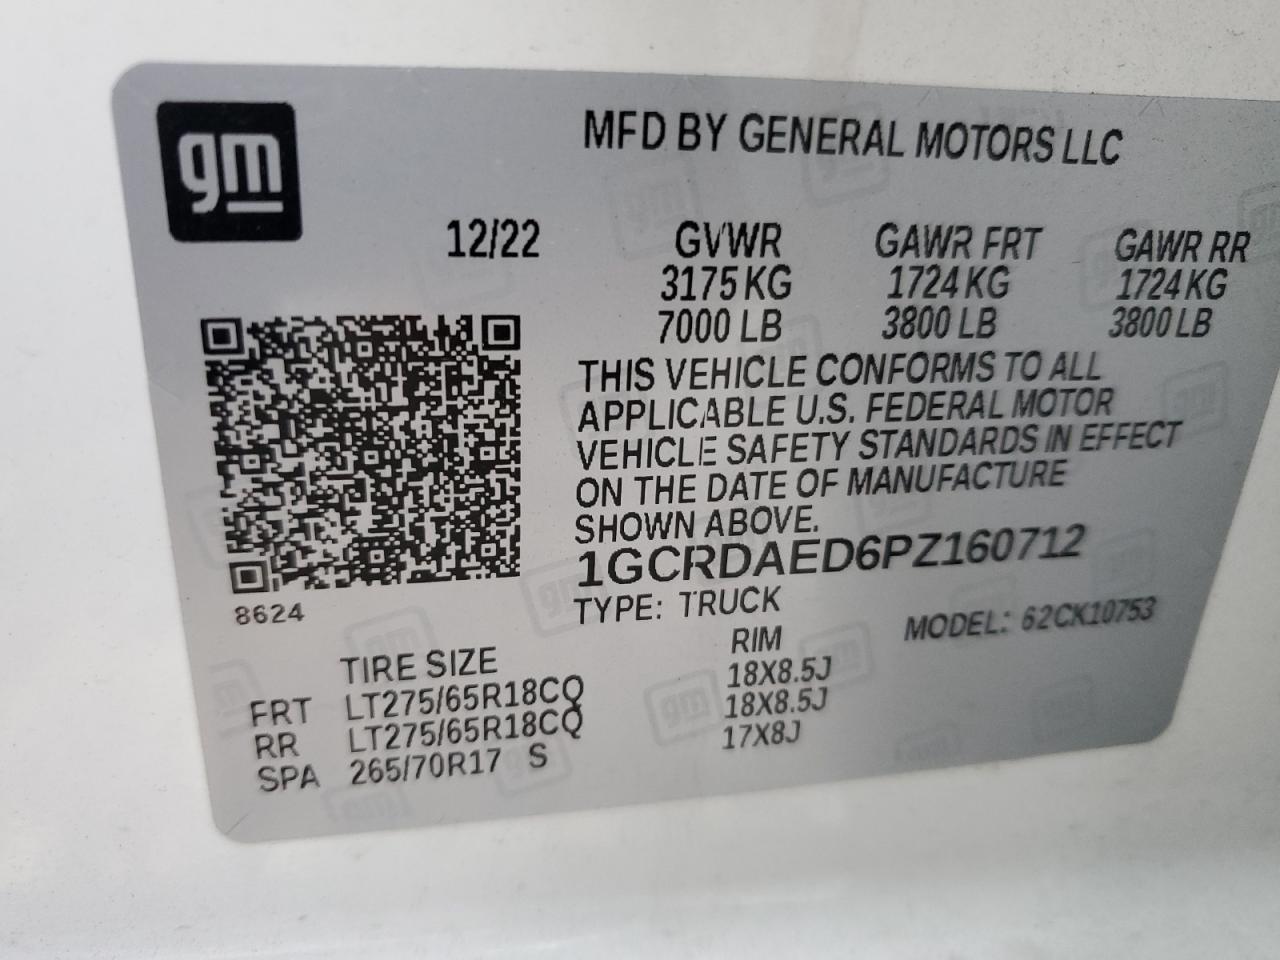 gm
MFD BY GENERAL MOTORS LLC
12/22 GVWR GAWR FRT GAWR RR
3175 KG 1724 KG 1724 KG
7000 LB 3800 LB 3800 LB
THIS VEHICLE CONFORMS TO ALL
APPLICABLE U.S. FEDERAL MOTOR
VEHICLE SAFETY STANDARDS IN EFFECT
ON THE DATE OF MANUFACTURE
SHOWN ABOVE.
1GCRDAED6PZ160712
8624
TYPE: TRUCK MODEL: 62CK10753
TIRE SIZE RIM
FRT LT275/65R18CQ 18X8.5J
RR LT275/65R18CQ 18X8.5J
SPA 265/70R17 S 17X8J